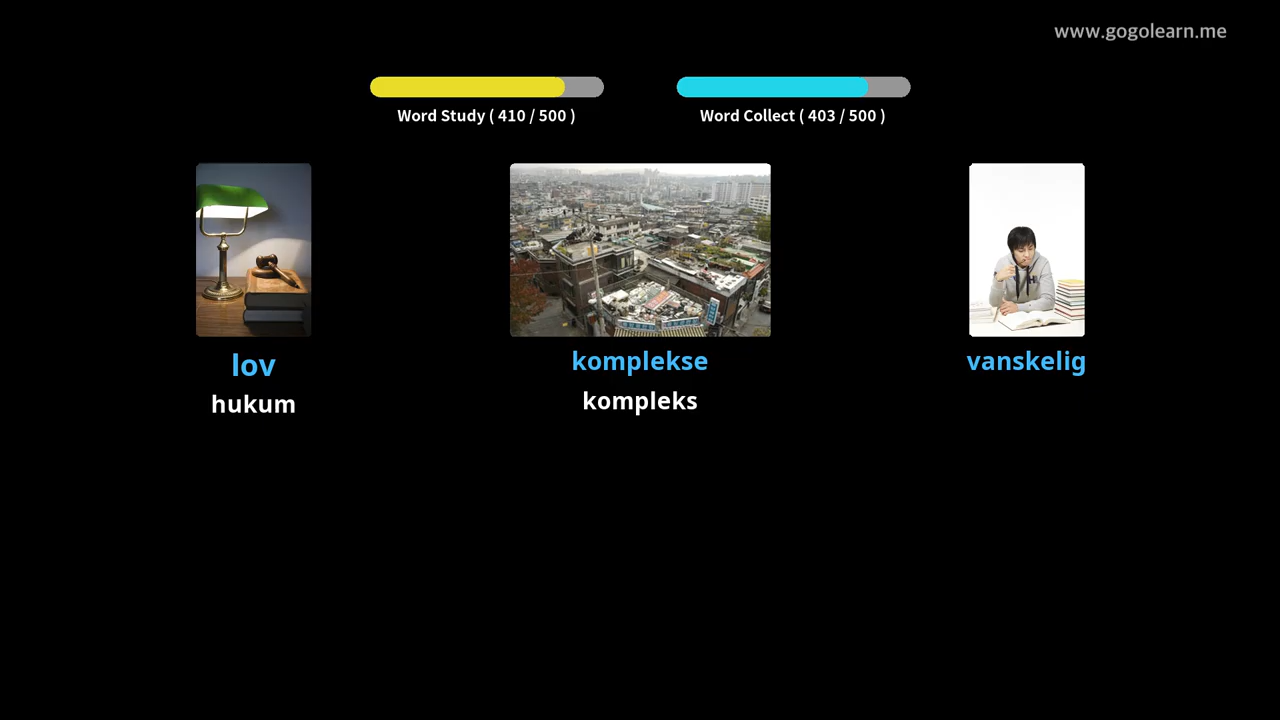 www.gogolearn.me
Word Study ( 410 / 500 )
Word Collect ( 403 / 500 )
lov
komplekse
vanskelig
hukum
kompleks